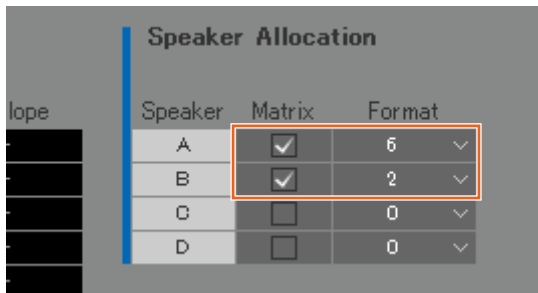 Speaker Allocation
lope Speaker Matrix Format
A 6
B 2
C 0
D 0